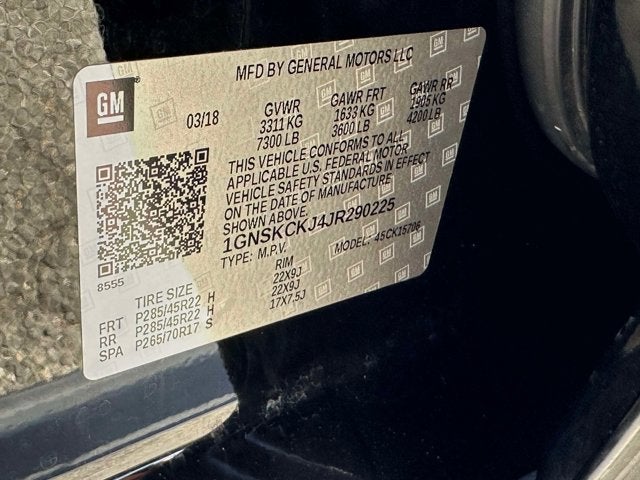 MFD BY GENERAL MOTORS LLC
GM
03/18
GVWR
3311 KG
7300 LB
GAWR FRT
1633 KG
3600 LB
GAWR RR
1905 KG
4200 LB
THIS VEHICLE CONFORMS TO ALL
APPLICABLE U.S. FEDERAL MOTOR
VEHICLE SAFETY STANDARDS IN EFFECT
ON THE DATE OF MANUFACTURE
SHOWN ABOVE.
1GNSKCKJ4JR290225
TYPE: M.P.V. MODEL: 45CK15706
8555
TIRE SIZE RIM
FRT P285/45R22 H 22X9J
RR P285/45R22 H 22X9J
SPA P265/70R17 S 17X7.5J